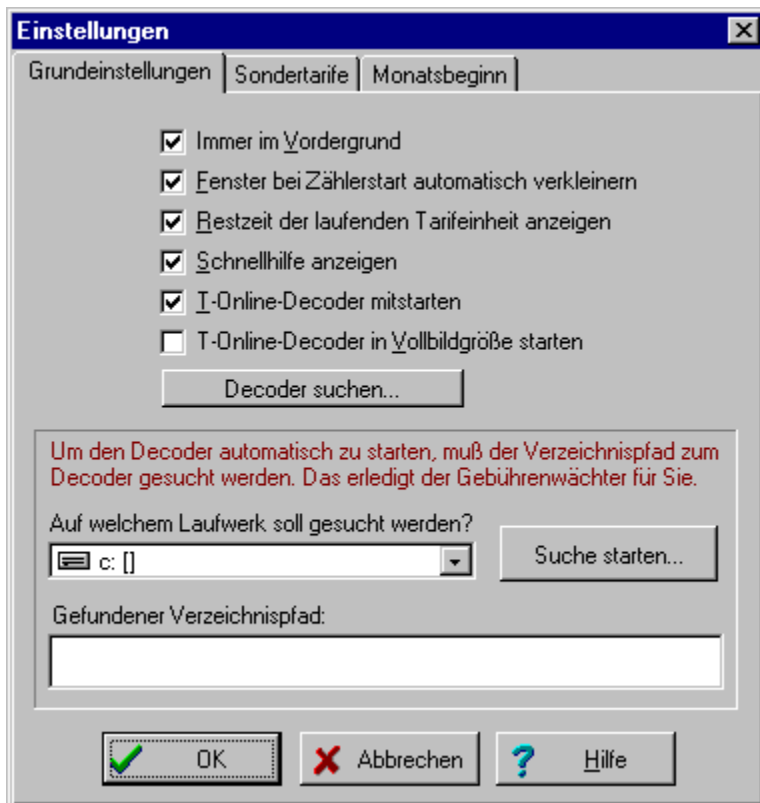 Einstellungen
Grundeinstellungen Sondertarife Monatsbeginn
Immer im Vordergrund
Fenster bei Zählerstart automatisch verkleinern
Restzeit der laufenden Tarifeinheit anzeigen
Schnellhilfe anzeigen
T-Online-Decoder mitstarten
T-Online-Decoder in Vollbildgröße starten
Decoder suchen...
Um den Decoder automatisch zu starten, muß der Verzeichnispfad zum
Decoder gesucht werden. Das erledigt der Gebührenwächter für Sie.
Auf welchem Laufwerk soll gesucht werden?
c: []
Suche starten...
Gefundener Verzeichnispfad:
OK Abbrechen Hilfe